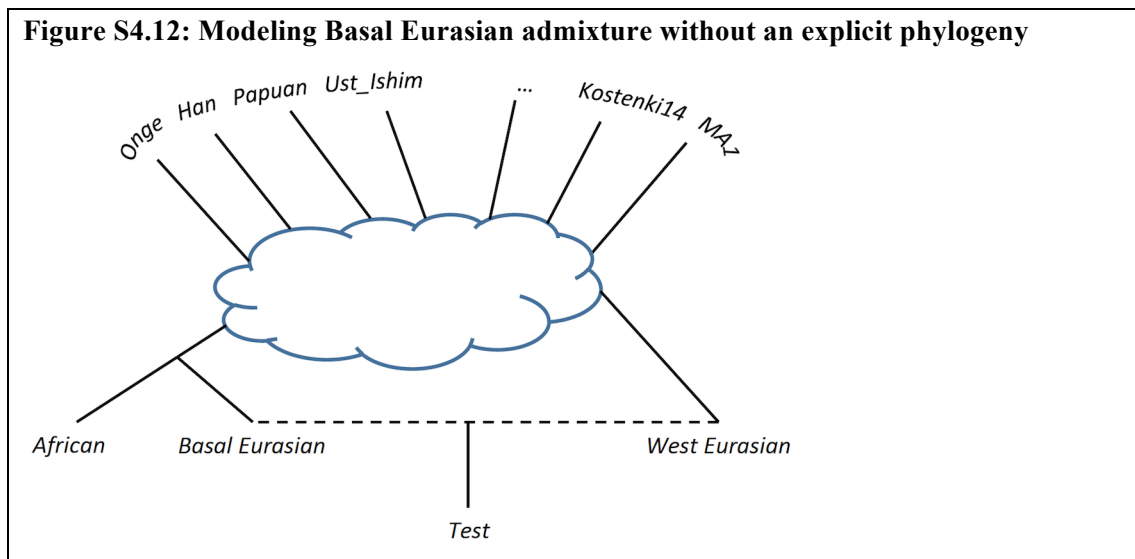 Figure S4.12: Modeling Basal Eurasian admixture without an explicit phylogeny
Onge Han Papuan Ust_Ishim ... Kostenki14 MA1
African Basal Eurasian West Eurasian
Test